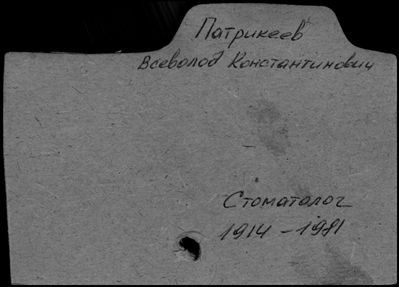 Патрикеев
Всеволод Константинович
Стоматолог
1914 - 1981